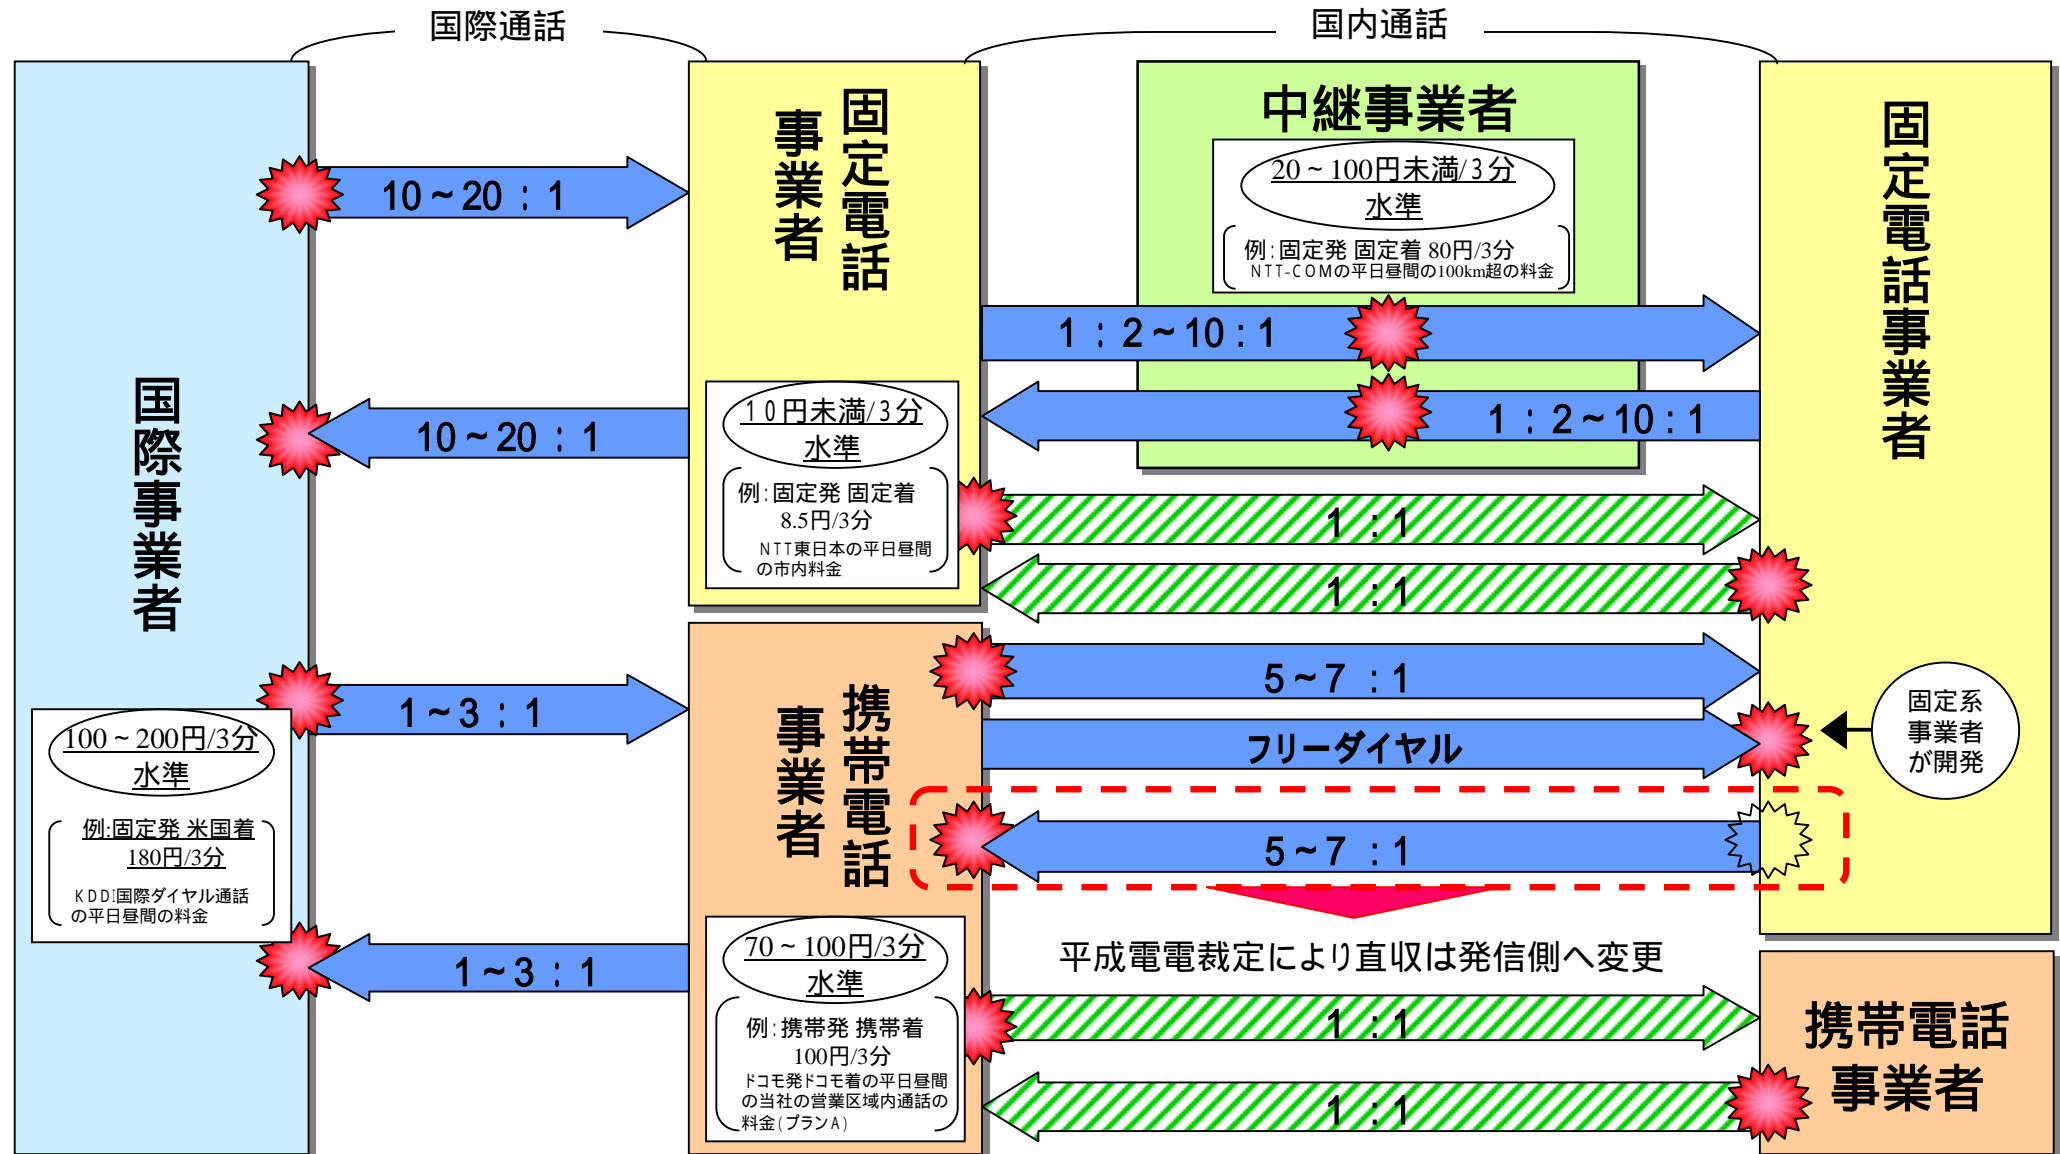 国際通話
国内通話
国際事業者
10～20：1
10～20：1
1～3：1
1～3：1
100～200円/3分
水準
例:固定発 米国着
180円/3分
KDDI国際ダイヤル通話
の平日昼間の料金
固定電話
事業者
10円未満/3分
水準
例:固定発 固定着
8.5円/3分
NTT東日本の平日昼間
の市内料金
携帯電話
事業者
70～100円/3分
水準
例:携帯発 携帯着
100円/3分
ドコモ発ドコモ着の平日昼間
の当社の営業区域内通話の
料金(プランA)
中継事業者
20～100円未満/3分
水準
例:固定発 固定着 80円/3分
NTT-COMの平日昼間の100km超の料金
1：2～10：1
1：2～10：1
1：1
1：1
5～7：1
フリーダイヤル
5～7：1
平成電電裁定により直収は発信側へ変更
1：1
1：1
固定電話事業者
固定系
事業者
が開発
携帯電話
事業者